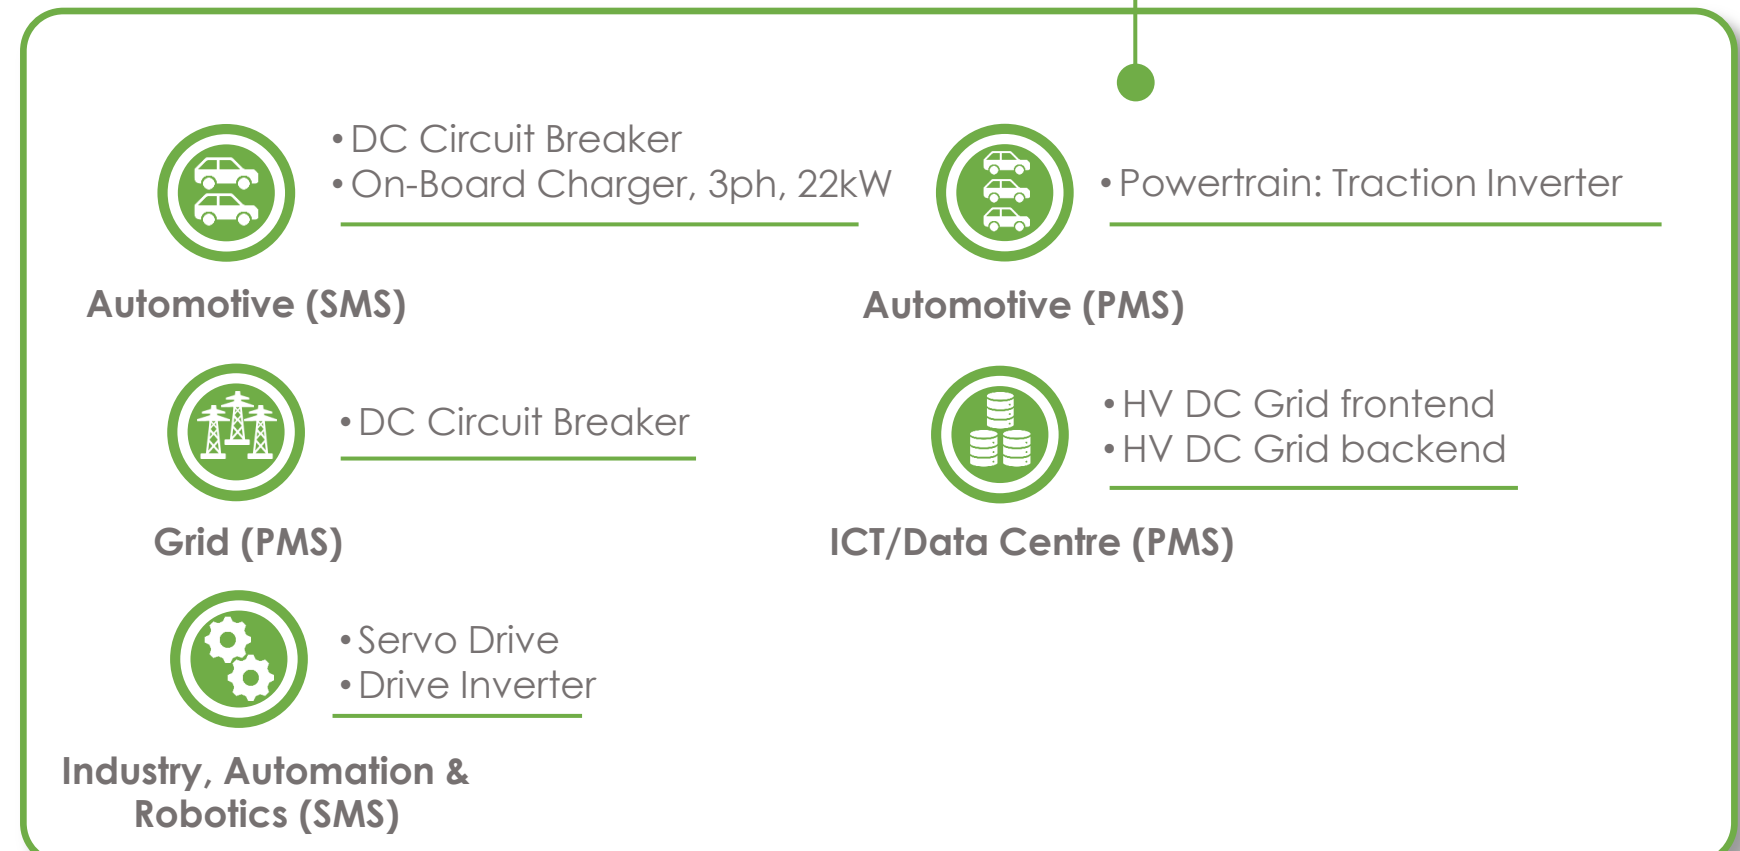 • DC Circuit Breaker
• On-Board Charger, 3ph, 22kW
Automotive (SMS)
• Powertrain: Traction Inverter
Automotive (PMS)
• DC Circuit Breaker
Grid (PMS)
• HV DC Grid frontend
• HV DC Grid backend
ICT/Data Centre (PMS)
• Servo Drive
• Drive Inverter
Industry, Automation &
Robotics (SMS)